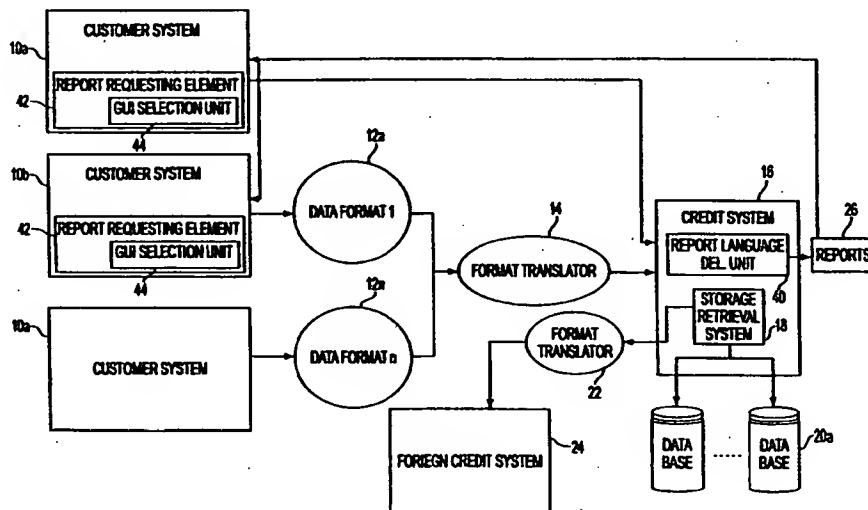 10a
CUSTOMER SYSTEM
42
REPORT REQUESTING ELEMENT
GUI SELECTION UNIT
44
10b
CUSTOMER SYSTEM
42
REPORT REQUESTING ELEMENT
GUI SELECTION UNIT
44
10a
CUSTOMER SYSTEM
12a
DATA FORMAT 1
12n
DATA FORMAT n
14
FORMAT TRANSLATOR
FORMAT
TRANSLATOR
22
FORIEGN CREDIT SYSTEM
24
16
CREDIT SYSTEM
REPORT LANGUAGE
DEL. UNIT
40
STORAGE
RETRIEVAL
SYSTEM
18
26
REPORTS
DATA
BASE
DATA
BASE
20a